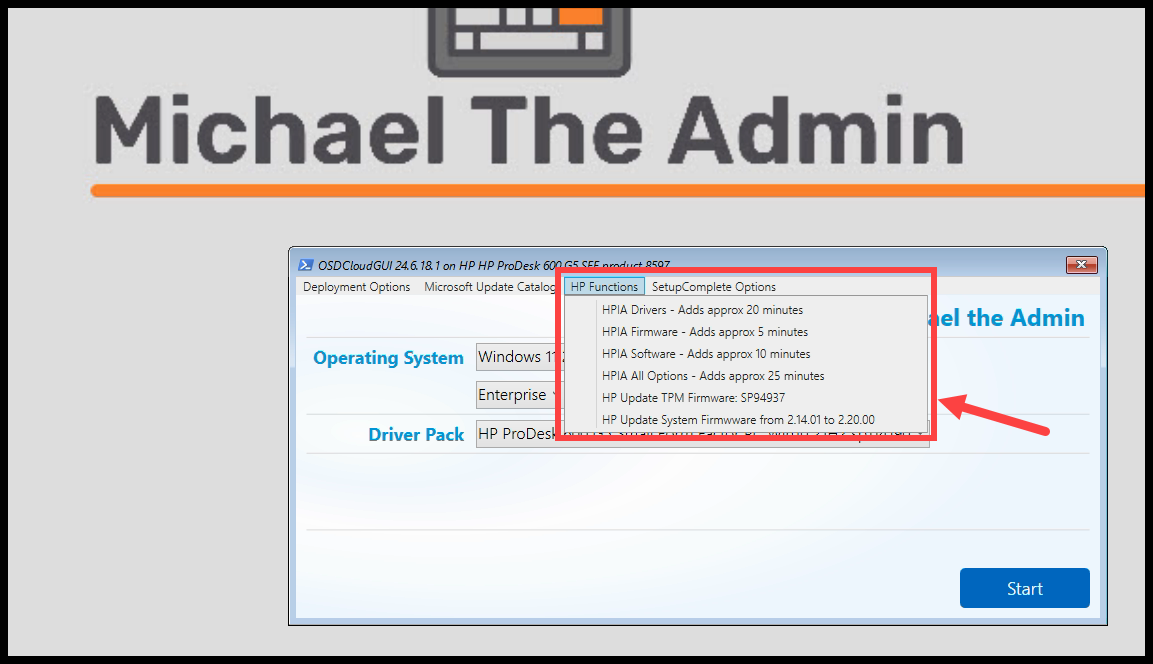 Michael The Admin
OSDCloudGUI 24.6.18.1 on HP HP ProDesk 600 G5 SFF product 8597
Deployment Options Microsoft Update Catalog HP Functions SetupComplete Options
HPIA Drivers - Adds approx 20 minutes
HPIA Firmware - Adds approx 5 minutes
HPIA Software - Adds approx 10 minutes
HPIA All Options - Adds approx 25 minutes
HP Update TPM Firmware: SP94937
HP Update System Firmwware from 2.14.01 to 2.20.00
ael the Admin
Operating System Windows 11
Enterprise
Driver Pack HP ProDesk
Start